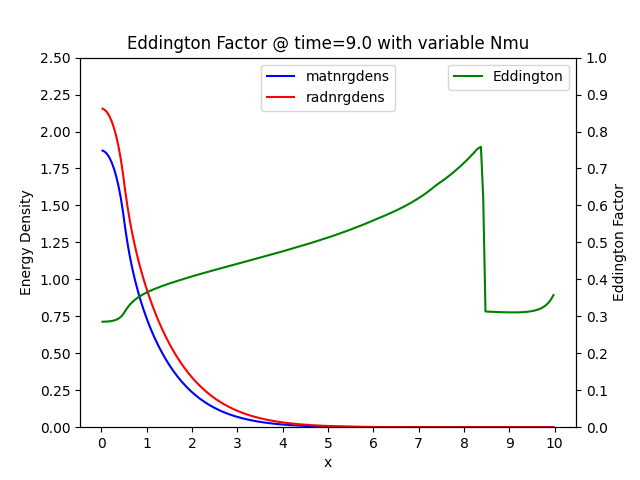 Eddington Factor @ time=9.0 with variable Nmu
matnrgdens
radnrgdens
Eddington
Energy Density
2.50
2.25
2.00
1.75
1.50
1.25
1.00
0.75
0.50
0.25
0.00
1.0
0.9
0.8
0.7
0.6
0.5
0.4
0.3
0.2
0.1
0.0
Eddington Factor
0 1 2 3 4 5 6 7 8 9 10
x